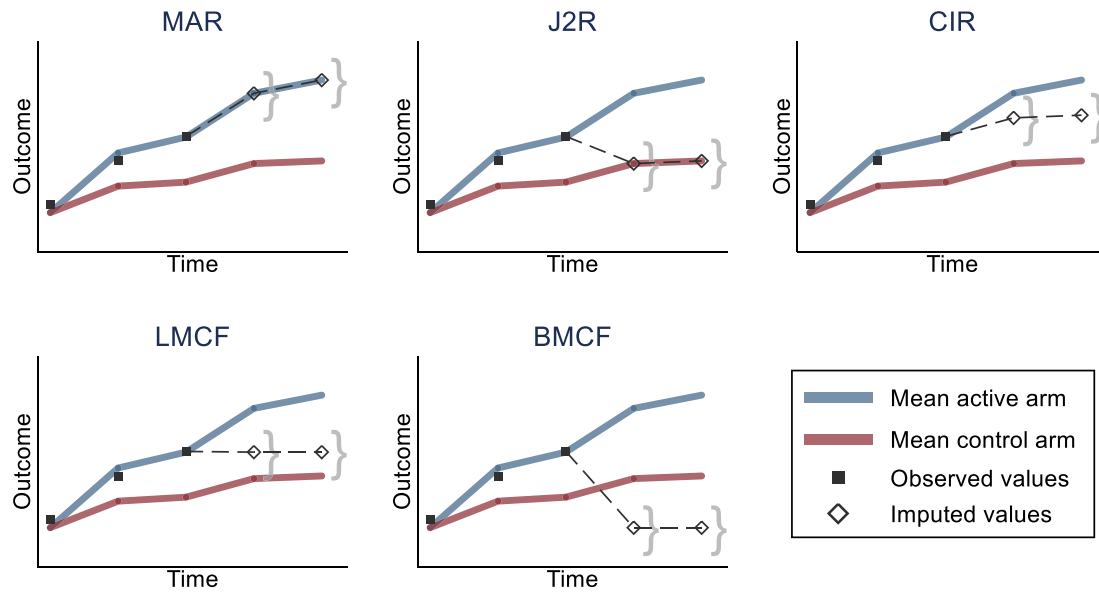 MAR
J2R
CIR
Outcome
Outcome
Outcome
Time
Time
Time
LMCF
BMCF
Outcome
Outcome
Time
Time
Mean active arm
Mean control arm
Observed values
Imputed values